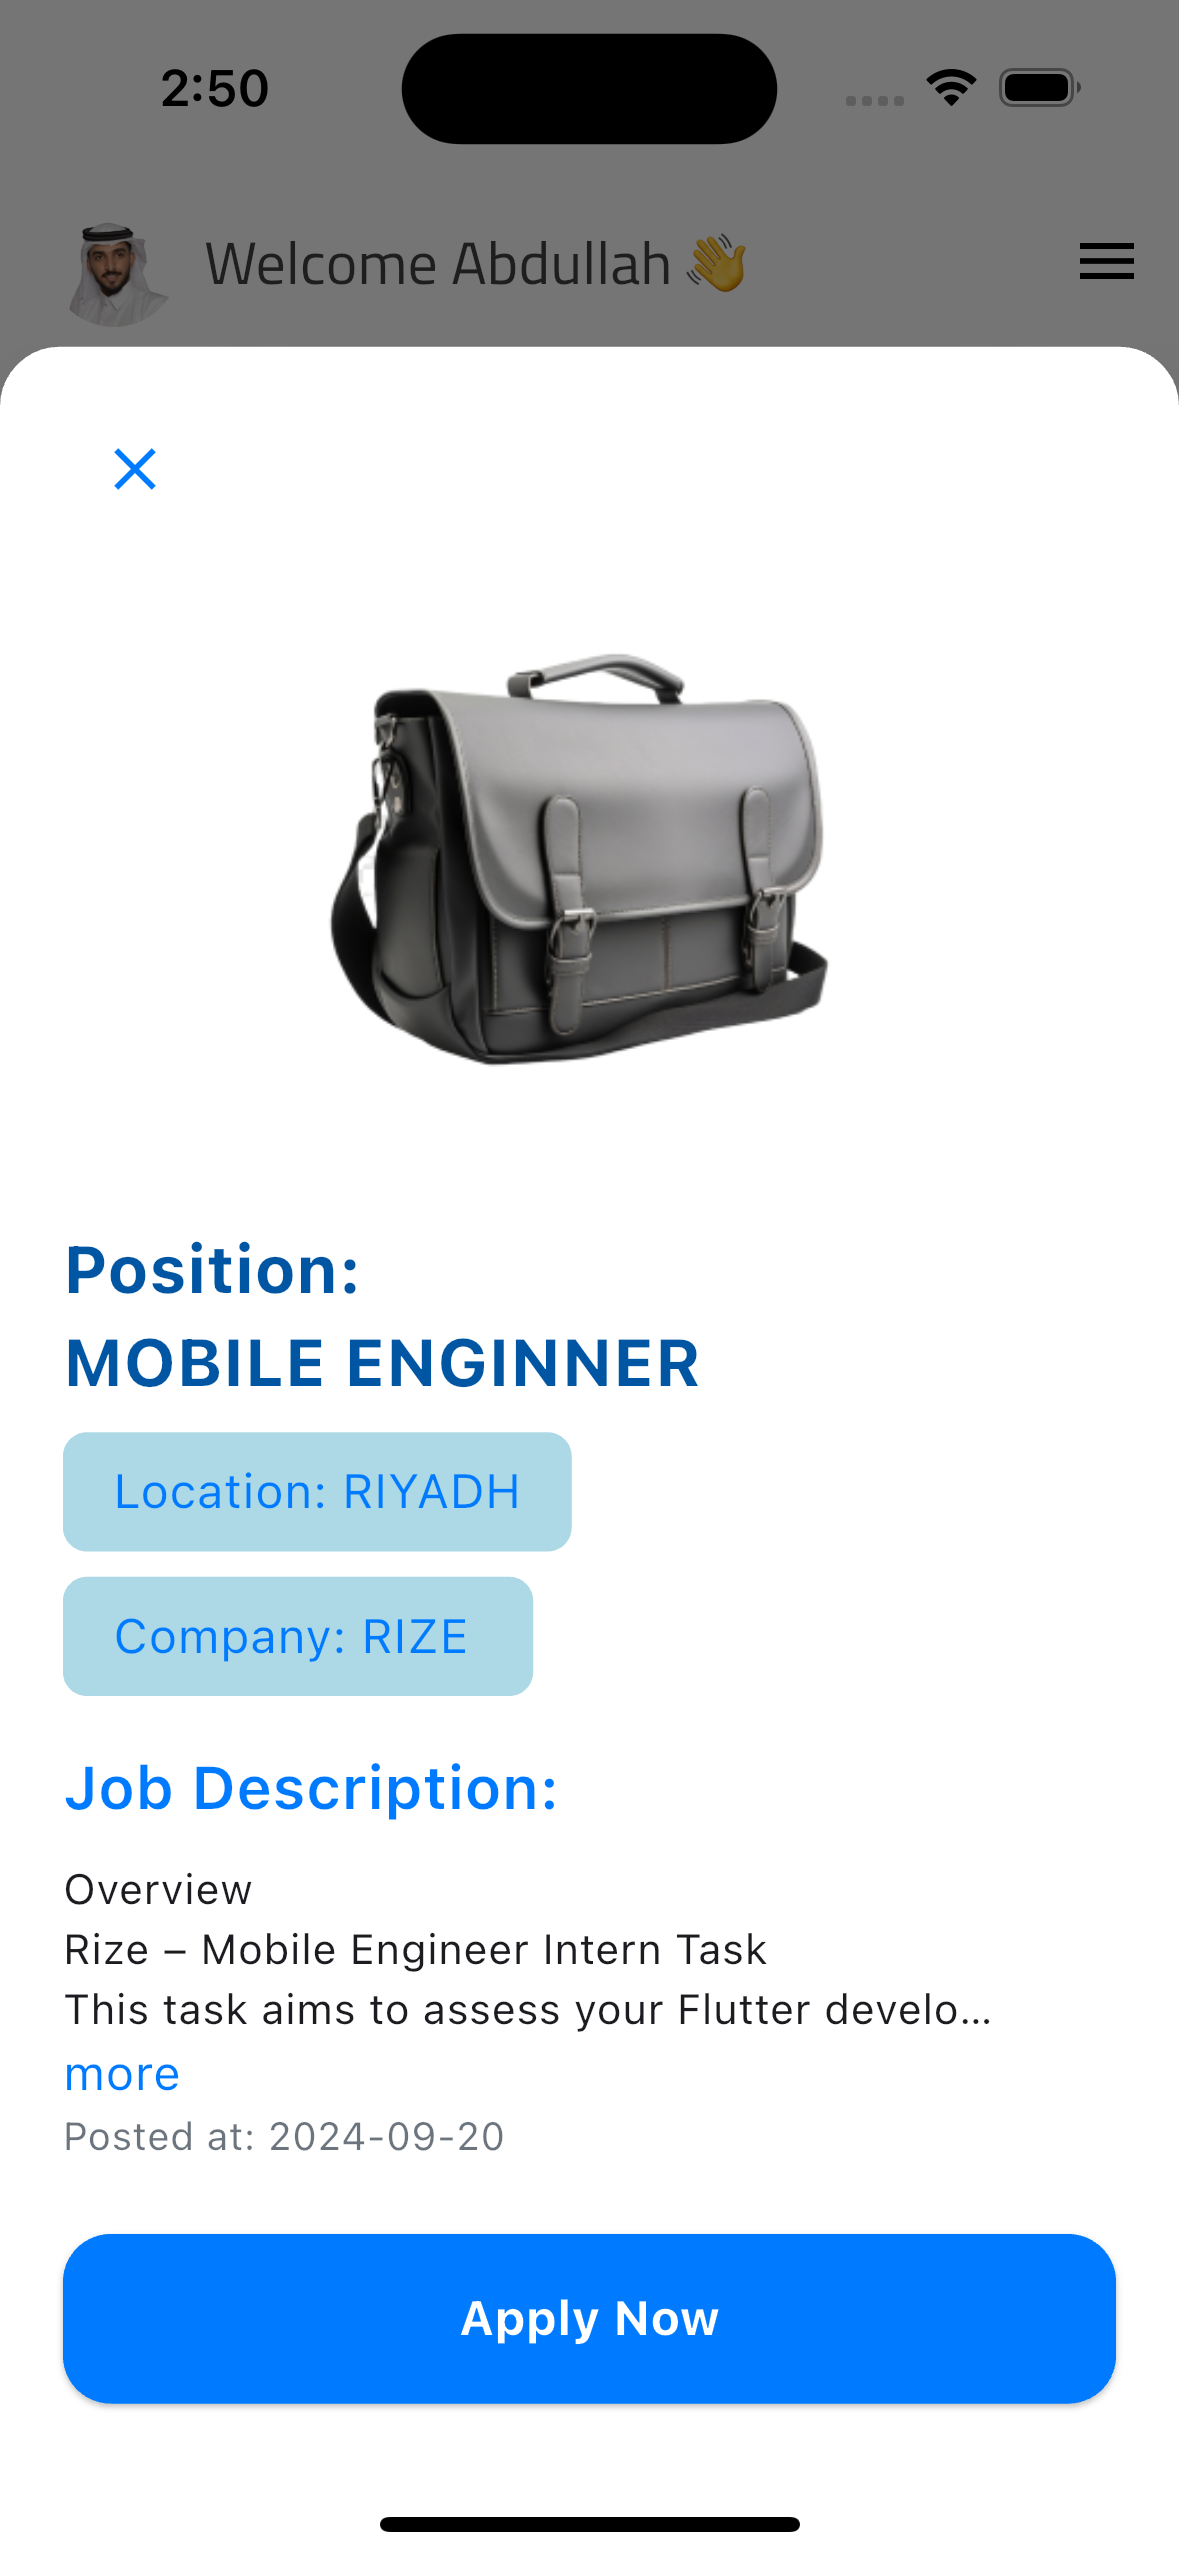 2:50
Welcome Abdullah 👋
Position:
MOBILE ENGINNER
Location: RIYADH
Company: RIZE
Job Description:
Overview
Rize – Mobile Engineer Intern Task
This task aims to assess your Flutter develo...
more
Posted at: 2024-09-20
Apply Now